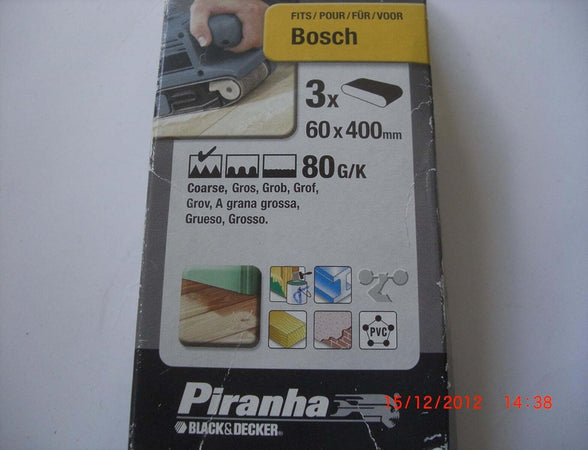 FITS/POUR/FÜR/VOOR
Bosch
3x
60 x 400mm
80 G/K
Coarse, Gros, Grob, Grof,
Grov, A grana grossa,
Grueso, Grosso.
PVC
Piranha
BLACK&DECKER®
15/12/2012 14:38